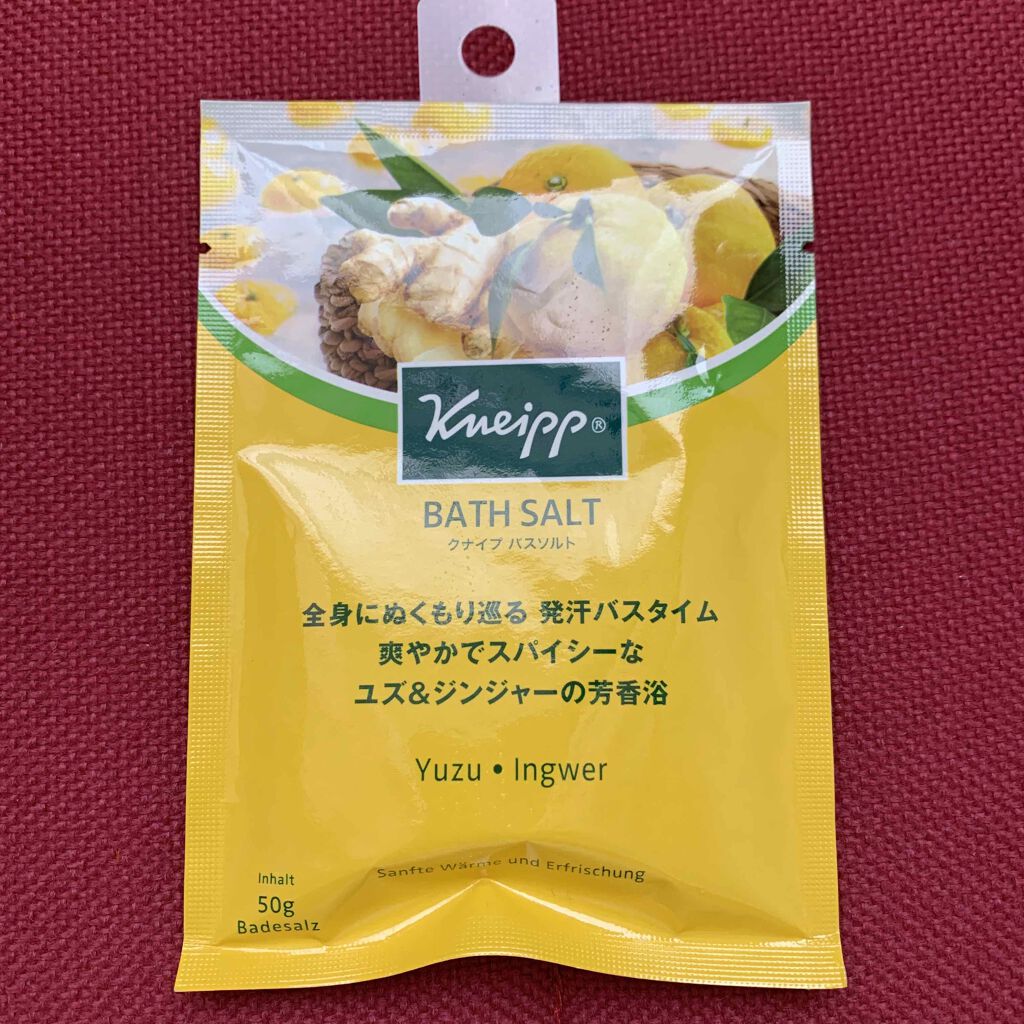 Kneipp®
BATH SALT
クナイプ バスソルト
全身にぬくもり巡る 発汗バスタイム
爽やかでスパイシーな
ユズ&ジンジャーの芳香浴
Yuzu • Ingwer
Sanfte Wärme und Erfrischung
Inhalt
50g
Badesalz